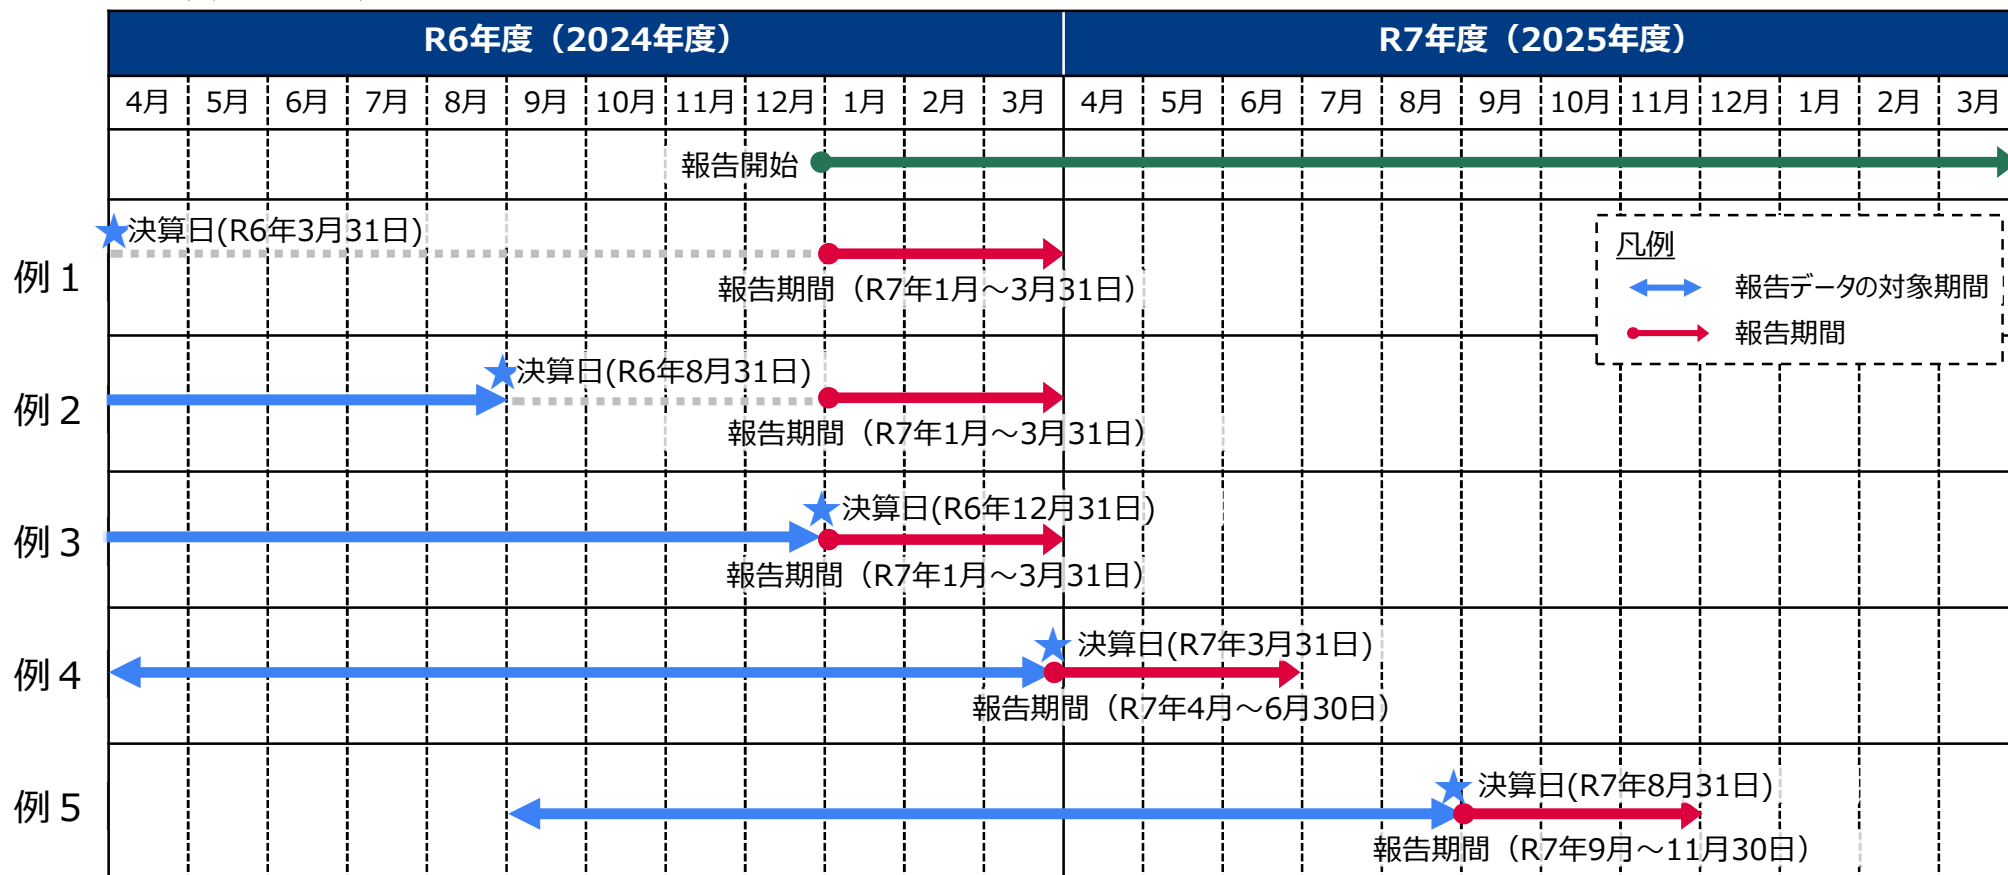 R6年度（2024年度） R7年度（2025年度）
4月 5月 6月 7月 8月 9月 10月 11月 12月 1月 2月 3月 4月 5月 6月 7月 8月 9月 10月 11月 12月 1月 2月 3月
報告開始
例１
決算日(R6年3月31日)
報告期間（R7年1月～3月31日）
凡例
報告データの対象期間
報告期間
例２
決算日(R6年8月31日)
報告期間（R7年1月～3月31日）
例３
決算日(R6年12月31日)
報告期間（R7年1月～3月31日）
例４
決算日(R7年3月31日)
報告期間（R7年4月～6月30日）
例５
決算日(R7年8月31日)
報告期間（R7年9月～11月30日）